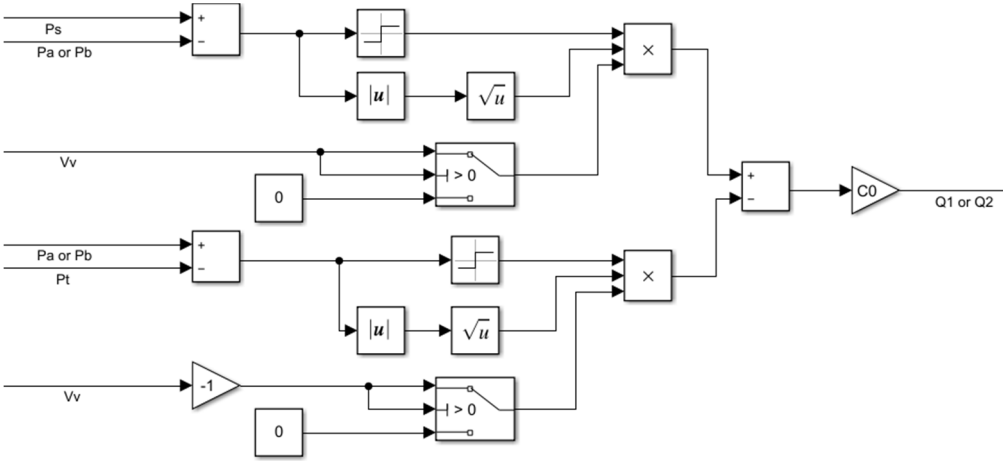 Ps
+
−
Pa or Pb
|u|
√u
×
Vv
> 0
0
+
−
C0
Q1 or Q2
Pa or Pb
+
−
Pt
|u|
√u
×
Vv
-1
> 0
0